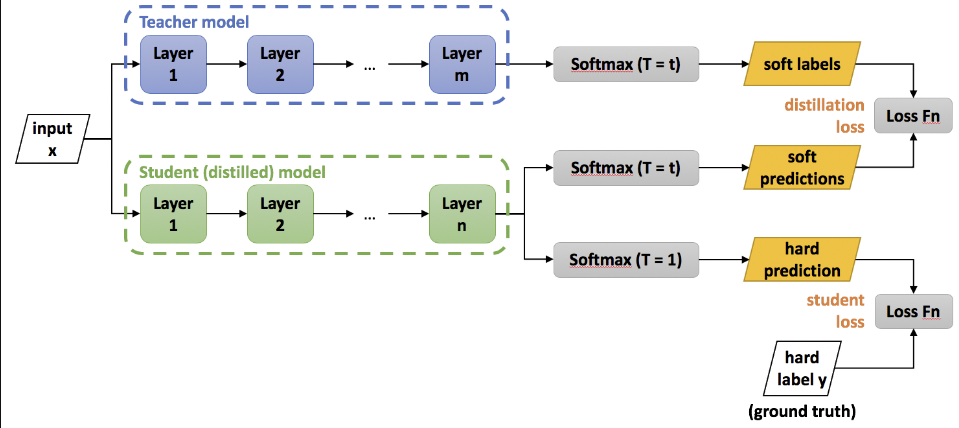 Teacher model
Layer
1
Layer
2
...
Layer
m
Softmax (T = t)
soft labels
input
x
distillation
loss
Loss Fn
Student (distilled) model
Layer
1
Layer
2
...
Layer
n
Softmax (T = t)
soft
predictions
Softmax (T = 1)
hard
prediction
student
loss
Loss Fn
hard
label y
(ground truth)